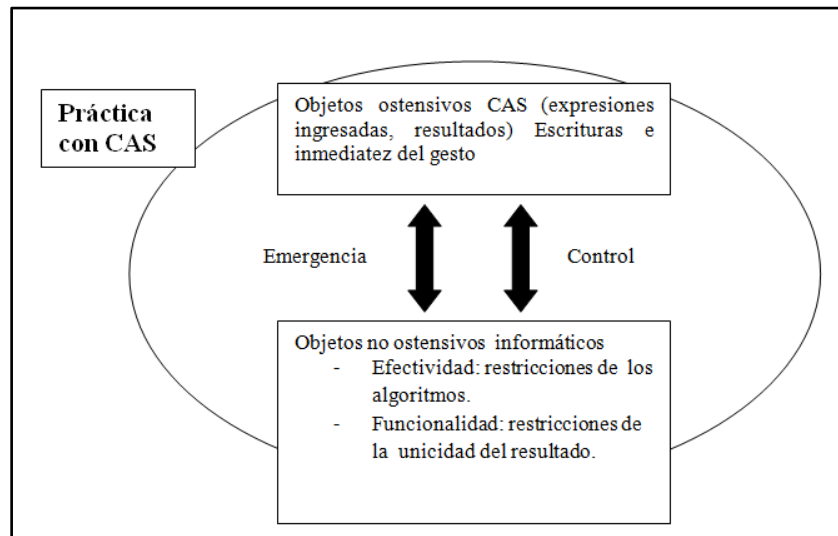 Práctica
con CAS
Objetos ostensivos CAS (expresiones
ingresadas, resultados) Escrituras e
inmediatez del gesto
Emergencia
Control
Objetos no ostensivos informáticos
- Efectividad: restricciones de los
algoritmos.
- Funcionalidad: restricciones de
la unicidad del resultado.